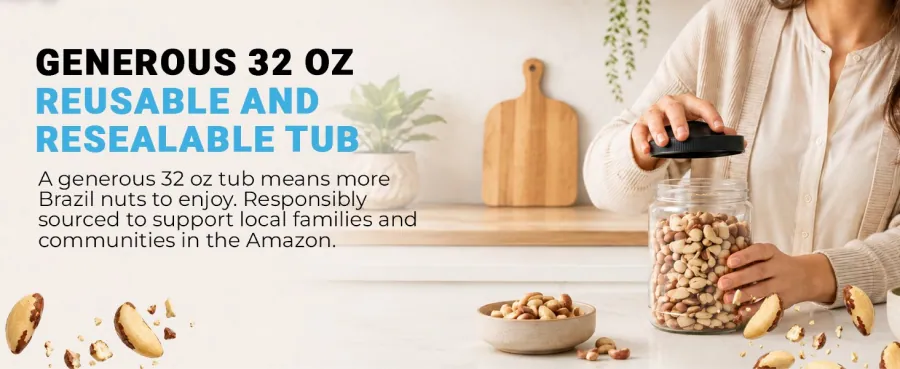 GENEROUS 32 OZ
REUSABLE AND
RESEALABLE TUB
A generous 32 oz tub means more
Brazil nuts to enjoy. Responsibly
sourced to support local families and
communities in the Amazon.